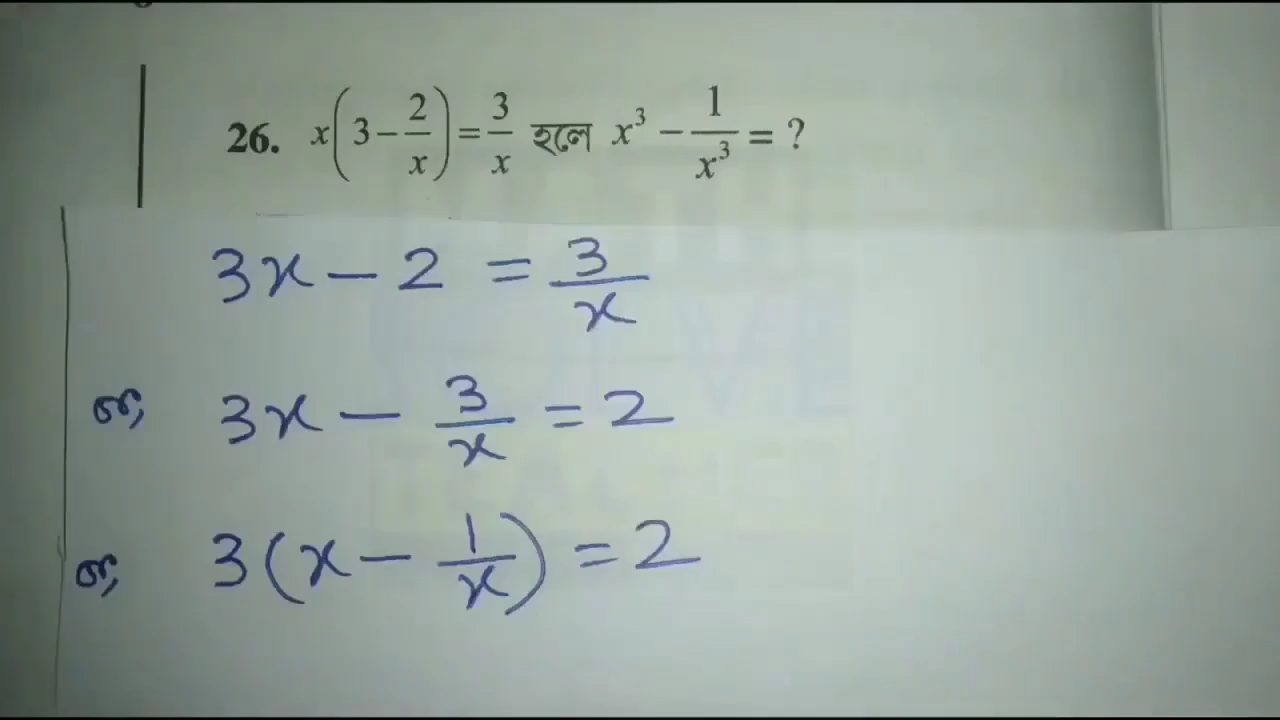 26. x(3 − 2/x) = 3/x হলে x³ − 1/x³ = ?
3x − 2 = 3/x
বা, 3x − 3/x = 2
বা, 3(x − 1/x) = 2